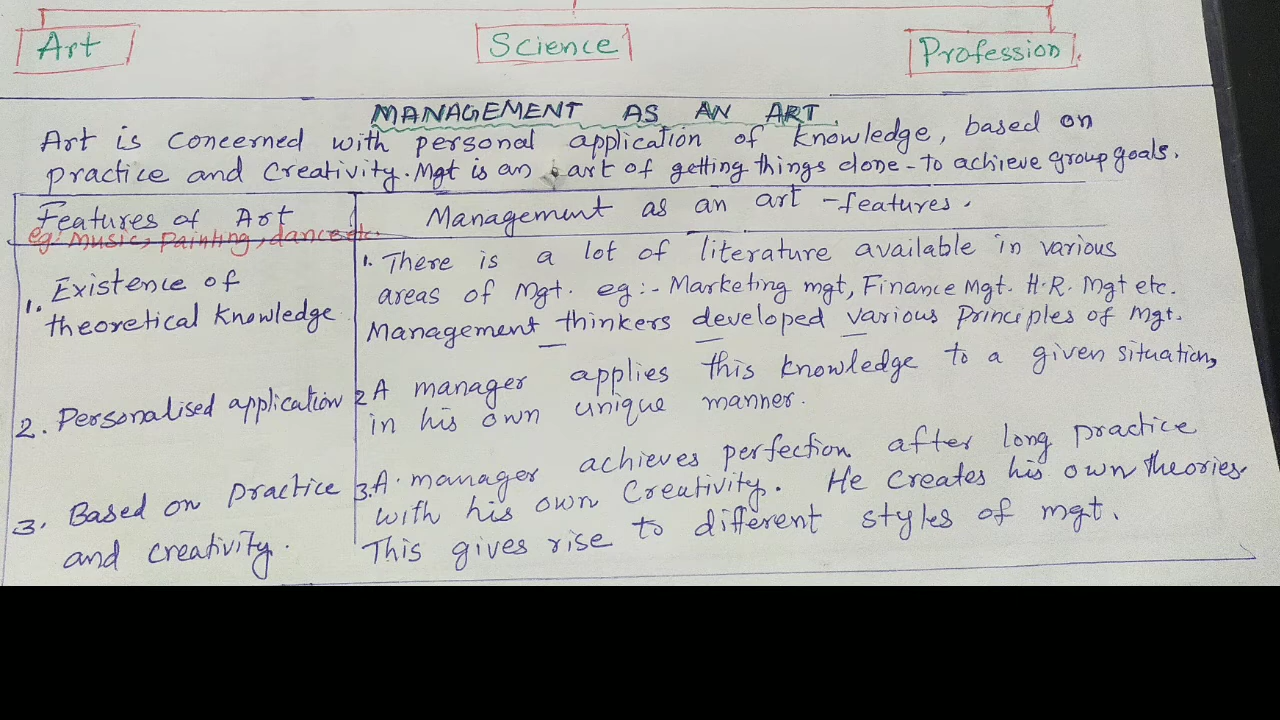 Art
Science
Profession
MANAGEMENT AS AN ART.
Art is concerned with personal application of knowledge, based on
practice and creativity. Mgt is an art of getting things done - to achieve group goals.
Features of Art
eg: Music, Painting, dance etc.
Management as an art - features.
1. Existence of
theoretical knowledge
1. There is a lot of literature available in various
areas of Mgt. eg:- Marketing mgt, Finance Mgt. H.R. Mgt etc.
Management thinkers developed various Principles of Mgt.
2. Personalised application
2. A manager applies this knowledge to a given situation,
in his own unique manner.
3. Based on Practice
and creativity.
3. A manager achieves perfection after long practice
with his own Creativity. He creates his own theories.
This gives rise to different styles of mgt.